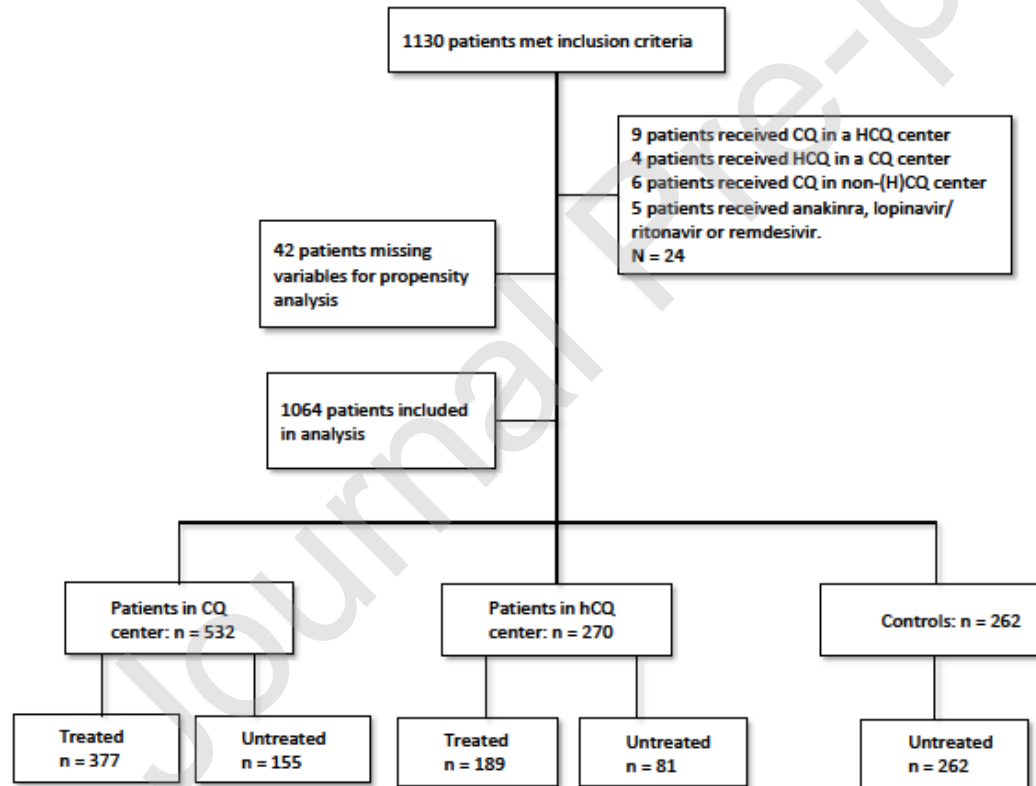 1130 patients met inclusion criteria
9 patients received CQ in a HCQ center
4 patients received HCQ in a CQ center
6 patients received CQ in non-(H)CQ center
5 patients received anakinra, lopinavir/
ritonavir or remdesivir.
N = 24
42 patients missing
variables for propensity
analysis
1064 patients included
in analysis
Patients in CQ
center: n = 532
Patients in hCQ
center: n = 270
Controls: n = 262
Treated
n = 377
Untreated
n = 155
Treated
n = 189
Untreated
n = 81
Untreated
n = 262
Journal Pre-p